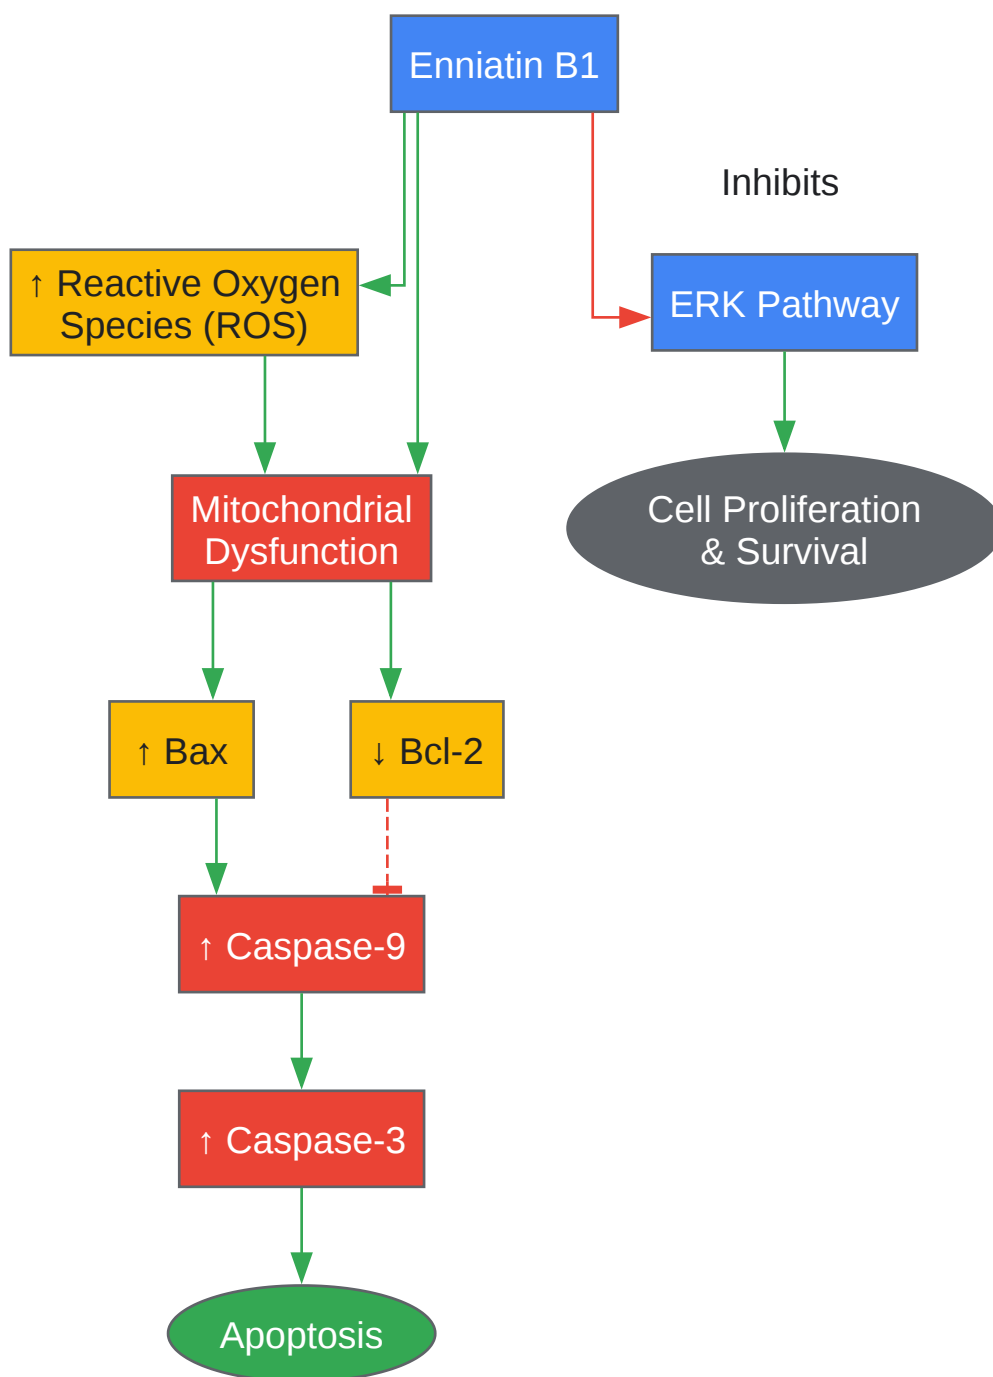 Enniatin B1
Inhibits
↑ Reactive Oxygen
Species (ROS)
ERK Pathway
Mitochondrial
Dysfunction
Cell Proliferation
& Survival
↑ Bax
↓ Bcl-2
↑ Caspase-9
↑ Caspase-3
Apoptosis